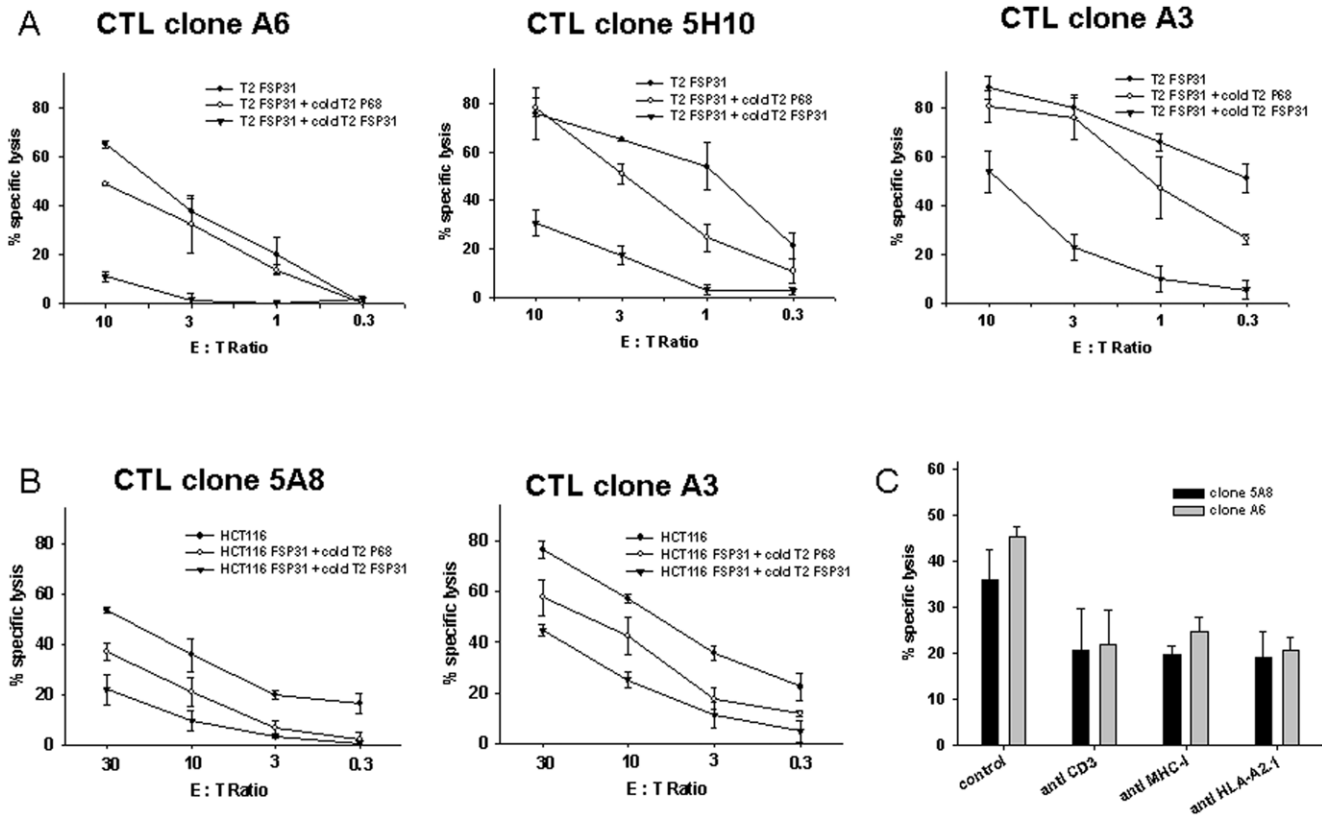 A
CTL clone A6
T2 FSP31
T2 FSP31 + cold T2 P68
T2 FSP31 + cold T2 FSP31
% specific lysis
80
60
40
20
0
10 3 1 0.3
E : T Ratio
CTL clone 5H10
T2 FSP31
T2 FSP31 + cold T2 P68
T2 FSP31 + cold T2 FSP31
% specific lysis
80
60
40
20
0
10 3 1 0.3
E : T Ratio
CTL clone A3
T2 FSP31
T2 FSP31 + cold T2 P68
T2 FSP31 + cold T2 FSP31
% specific lysis
80
60
40
20
0
10 3 1 0.3
E : T Ratio
B
CTL clone 5A8
HCT116
HCT116 FSP31 + cold T2 P68
HCT116 FSP31 + cold T2 FSP31
% specific lysis
80
60
40
20
0
30 10 3 0.3
E : T Ratio
CTL clone A3
HCT116
HCT116 FSP31 + cold T2 P68
HCT116 FSP31 + cold T2 FSP31
% specific lysis
80
60
40
20
0
30 10 3 0.3
E : T Ratio
C
clone 5A8
clone A6
% specific lysis
60
50
40
30
20
10
0
control
anti CD3
anti MHC-I
anti HLA-A2-1